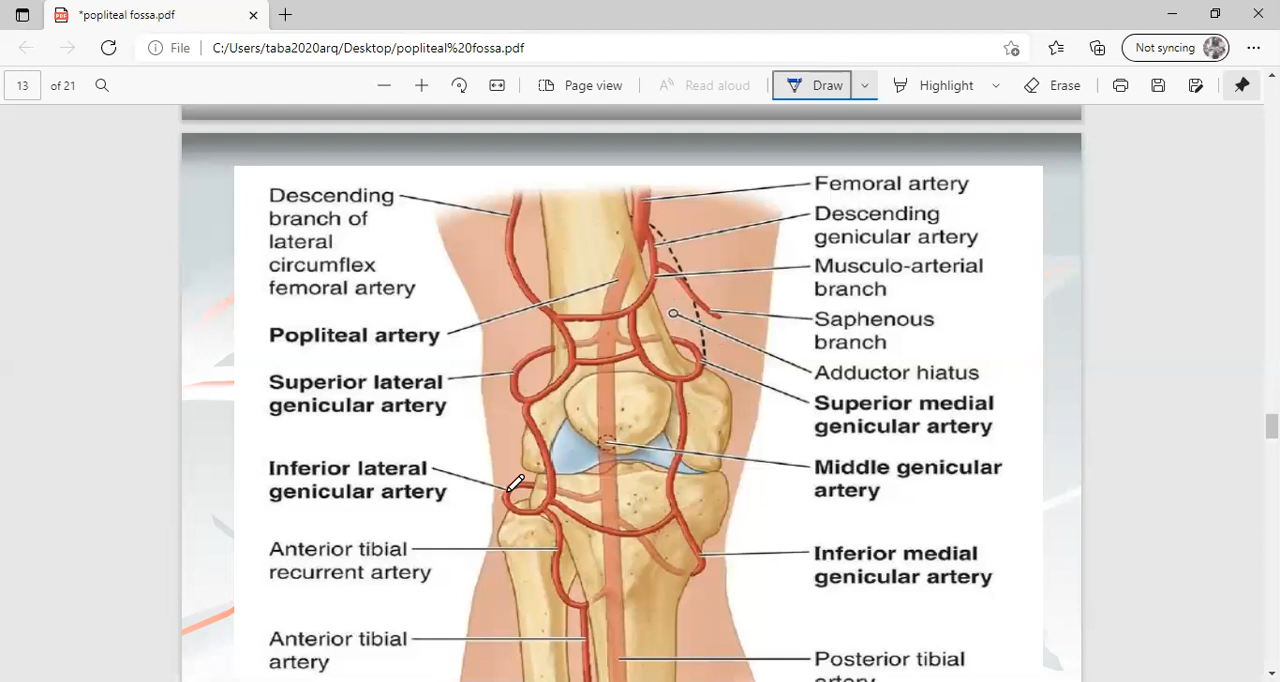 *popliteal fossa.pdf
File
C:/Users/taba2020arq/Desktop/popliteal%20fossa.pdf
Not syncing
13
of 21
Page view
Read aloud
Draw
Highlight
Erase
Descending
branch of
lateral
circumflex
femoral artery
Popliteal artery
Superior lateral
genicular artery
Inferior lateral
genicular artery
Anterior tibial
recurrent artery
Anterior tibial
artery
Femoral artery
Descending
genicular artery
Musculo-arterial
branch
Saphenous
branch
Adductor hiatus
Superior medial
genicular artery
Middle genicular
artery
Inferior medial
genicular artery
Posterior tibial
artery